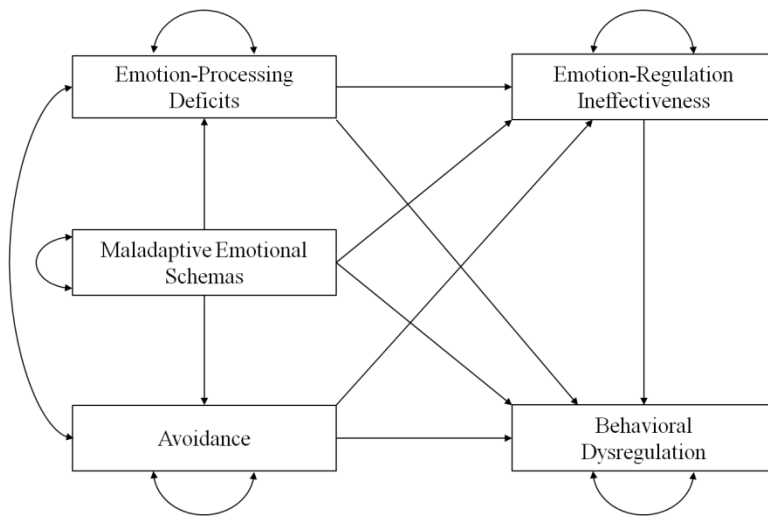 Emotion-Processing
Deficits
Emotion-Regulation
Ineffectiveness
Maladaptive Emotional
Schemas
Avoidance
Behavioral
Dysregulation